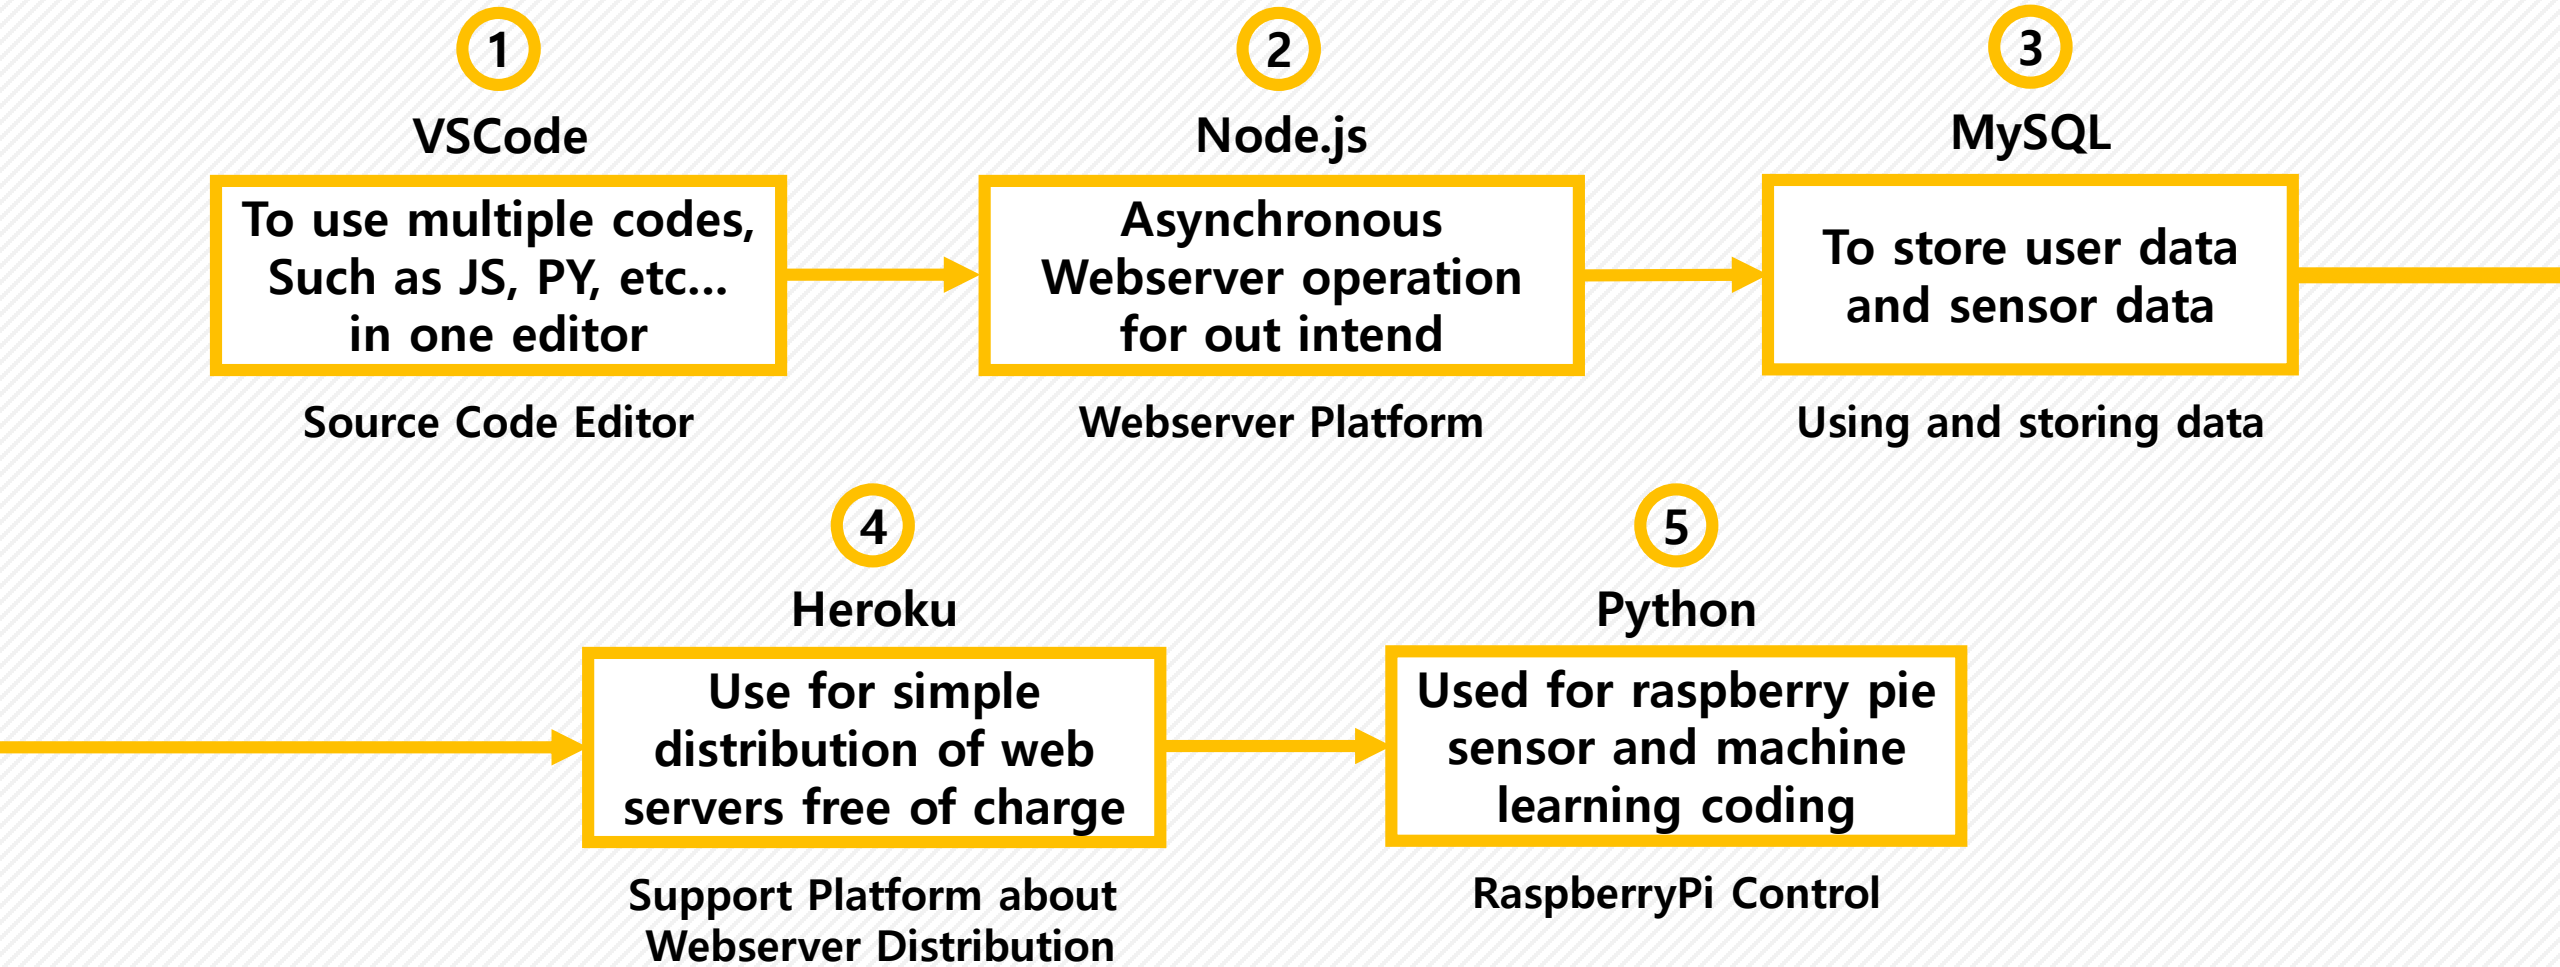 1
VSCode
To use multiple codes,
Such as JS, PY, etc...
in one editor
Source Code Editor
2
Node.js
Asynchronous
Webserver operation
for out intend
Webserver Platform
3
MySQL
To store user data
and sensor data
Using and storing data
4
Heroku
Use for simple
distribution of web
servers free of charge
Support Platform about
Webserver Distribution
5
Python
Used for raspberry pie
sensor and machine
learning coding
RaspberryPi Control